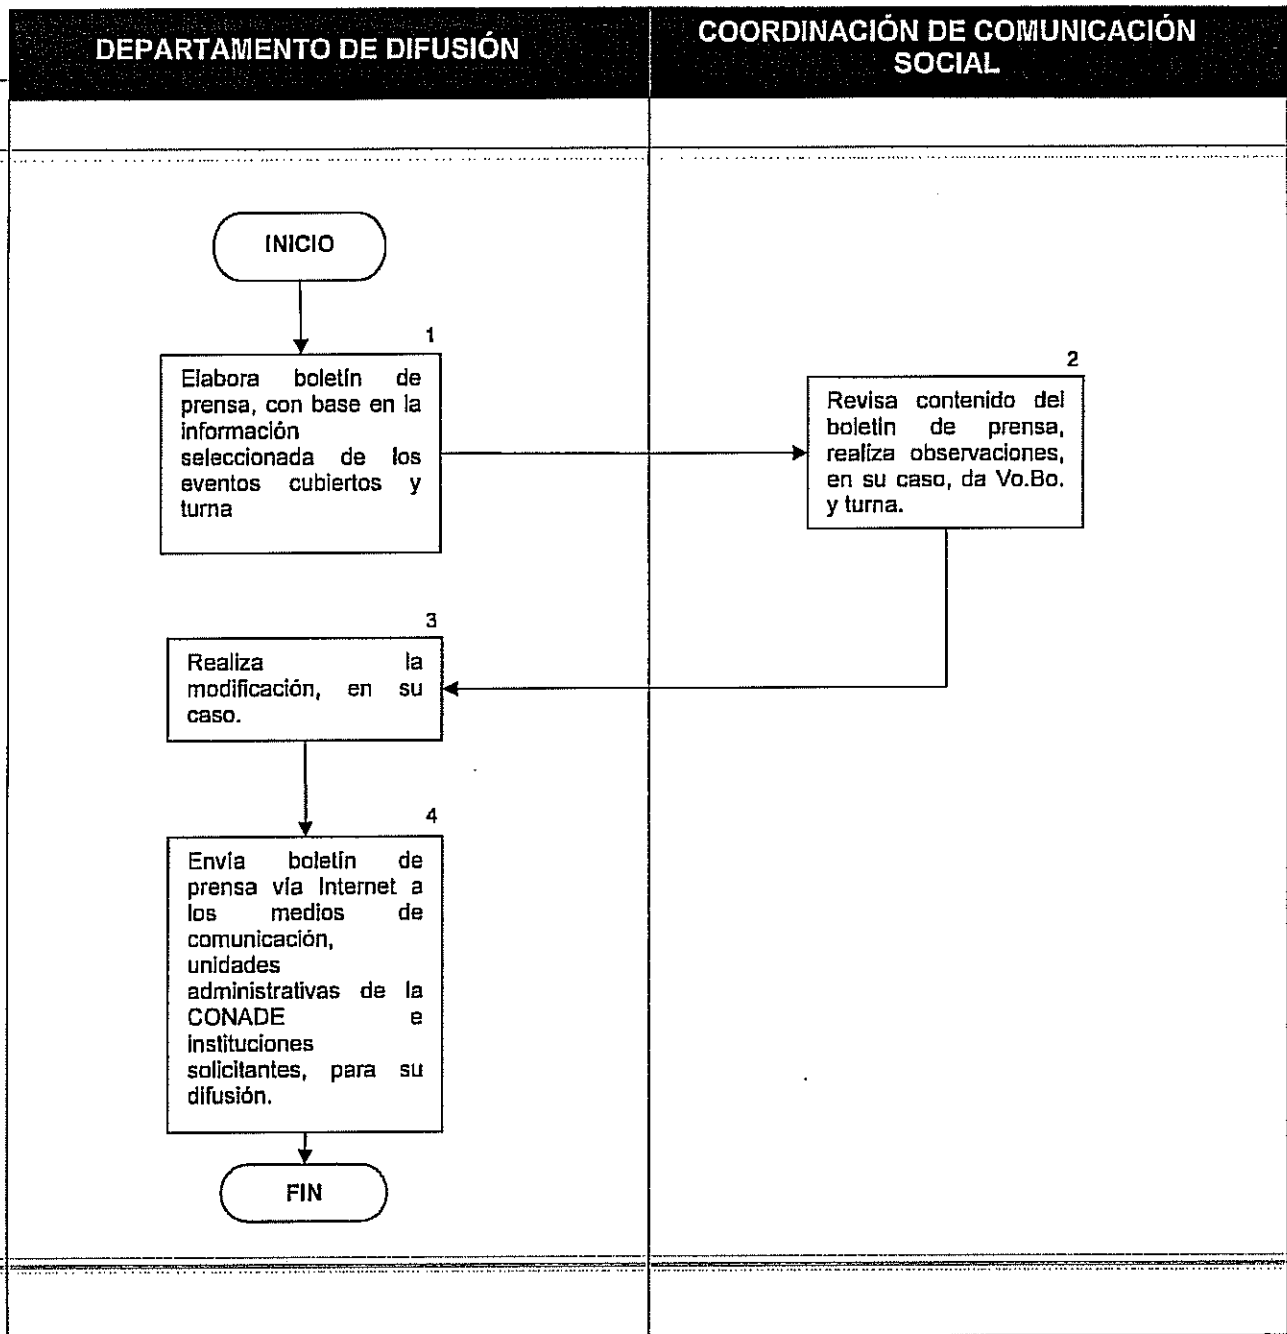 DEPARTAMENTO DE DIFUSIÓN
COORDINACIÓN DE COMUNICACIÓN
SOCIAL
INICIO
1
Elabora boletín de
prensa, con base en la
información
seleccionada de los
eventos cubiertos y
turna
2
Revisa contenido del
boletín de prensa,
realiza observaciones,
en su caso, da Vo.Bo.
y turna.
3
Realiza la
modificación, en su
caso.
4
Envía boletín de
prensa vía Internet a
los medios de
comunicación,
unidades
administrativas de la
CONADE e
instituciones
solicitantes, para su
difusión.
FIN